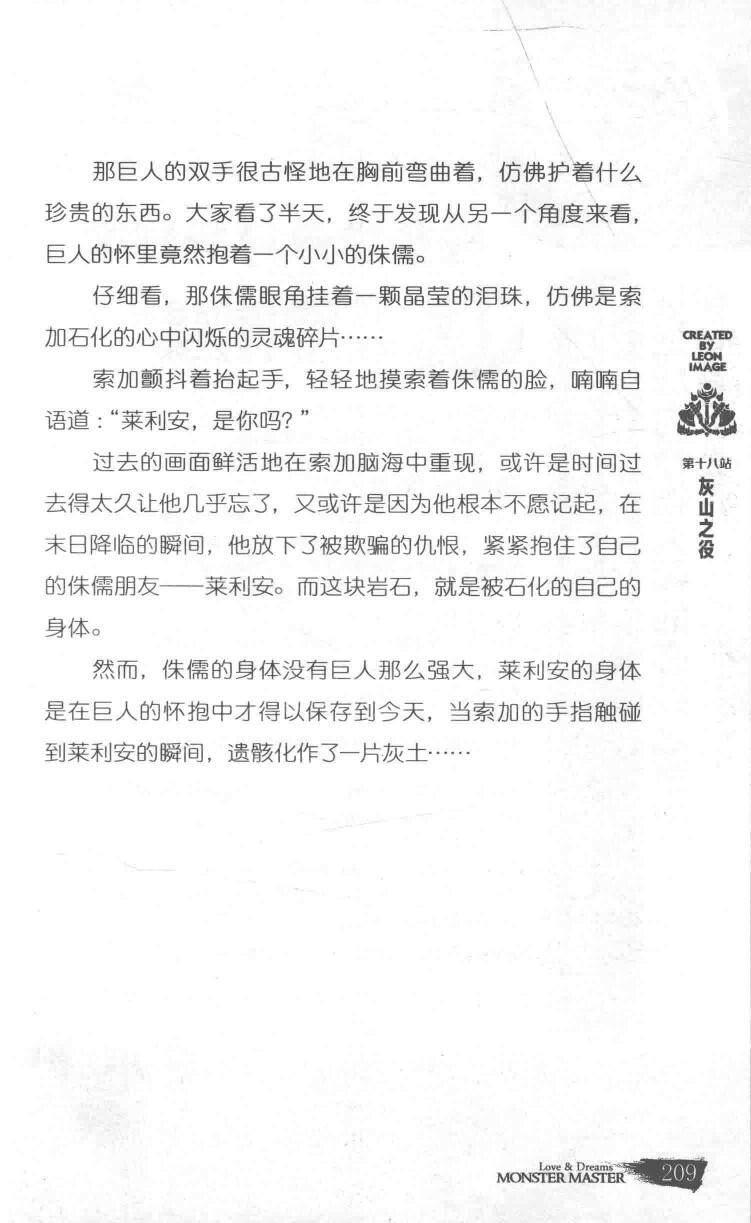 那巨人的双手很古怪地在胸前弯曲着，仿佛护着什么
珍贵的东西。大家看了半天，终于发现从另一个角度来看，
巨人的怀里竟然抱着一个小小的侏儒。
仔细看，那侏儒眼角挂着一颗晶莹的泪珠，仿佛是索
加石化的心中闪烁的灵魂碎片……
索加颤抖着抬起手，轻轻地摸索着侏儒的脸，喃喃自
语道：“莱利安，是你吗？”
过去的画面鲜活地在索加脑海中重现，或许是时间过
去得太久让他几乎忘了，又或许是因为他根本不愿记起，在
末日降临的瞬间，他放下了被欺骗的仇恨，紧紧抱住了自己
的侏儒朋友——莱利安。而这块岩石，就是被石化的自己的
身体。
然而，侏儒的身体没有巨人那么强大，莱利安的身体
是在巨人的怀抱中才得以保存到今天，当索加的手指触碰
到莱利安的瞬间，遗骸化作了一片灰土……
CREATED
BY
LEON
IMAGE
第十八站
灰山之役
Love & Dreams
MONSTER MASTER
209